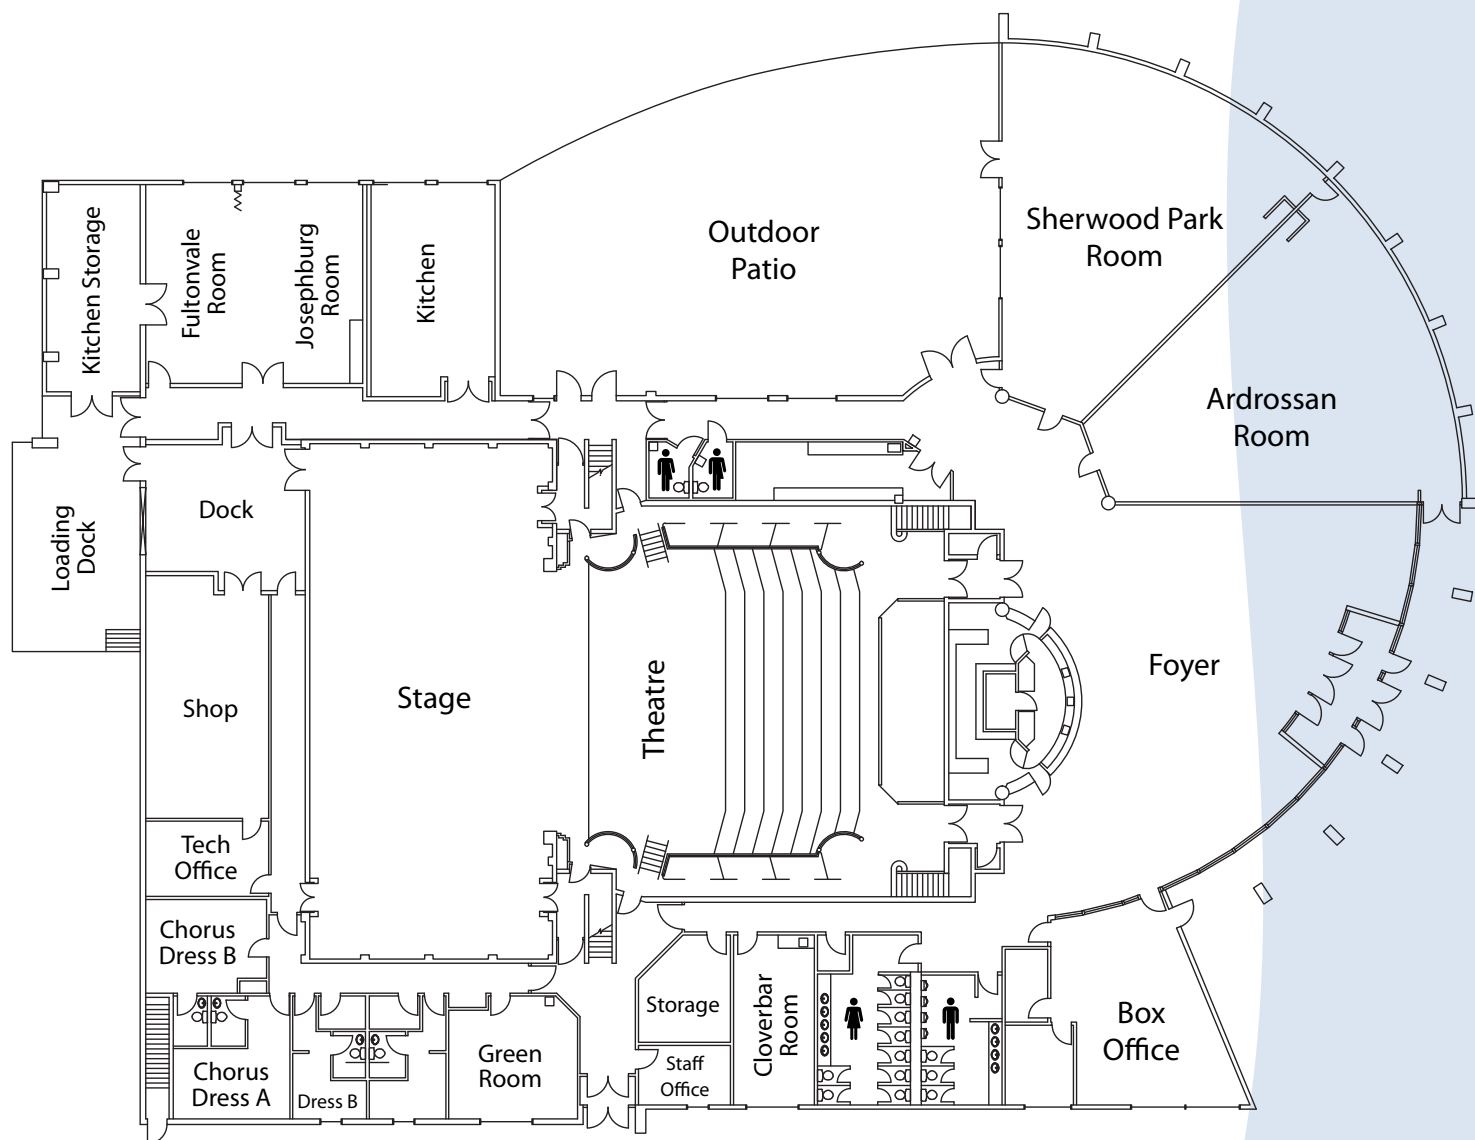 Outdoor
Patio
Sherwood Park
Room
Kitchen Storage
Fultonvale
Room
Josephburg
Room
Kitchen
Ardrossan
Room
Loading
Dock
Dock
Shop
Stage
Theatre
Foyer
Tech
Office
Chorus
Dress B
Chorus
Dress A
Dress B
Green
Room
Storage
Staff
Office
Cloverbar
Room
Box
Office